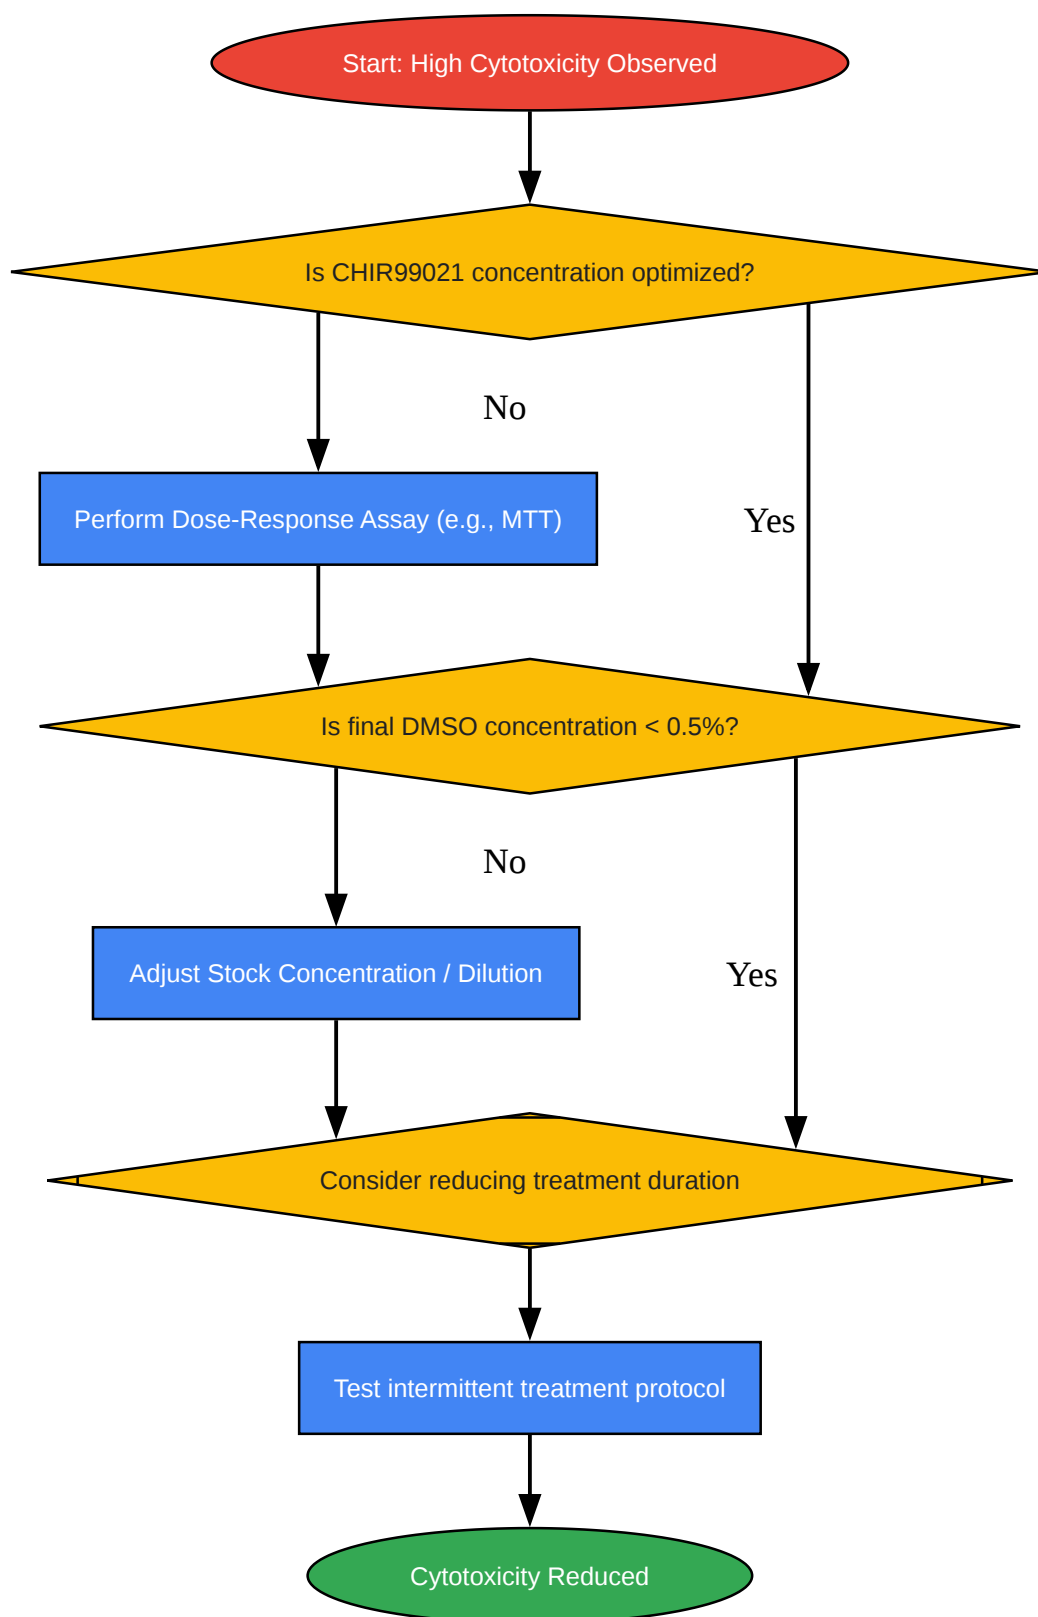 Start: High Cytotoxicity Observed
Is CHIR99021 concentration optimized?
No
Perform Dose-Response Assay (e.g., MTT)
Yes
Is final DMSO concentration < 0.5%?
No
Adjust Stock Concentration / Dilution
Yes
Consider reducing treatment duration
Test intermittent treatment protocol
Cytotoxicity Reduced